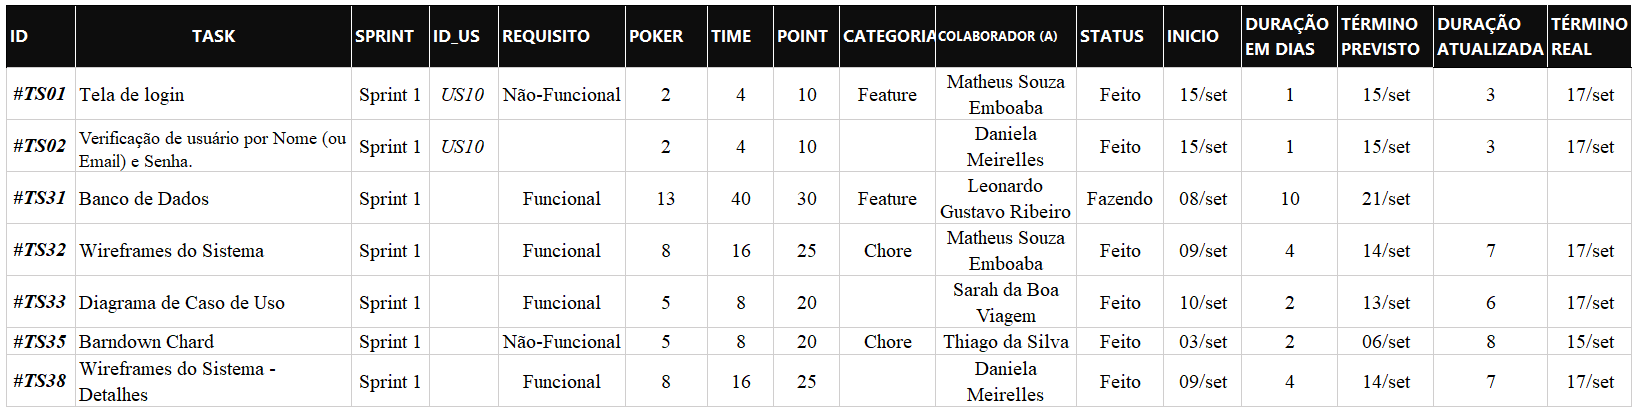 ID TASK SPRINT ID_US REQUISITO POKER TIME POINT CATEGORIA COLABORADOR (A) STATUS INICIO DURAÇÃO EM DIAS TÉRMINO PREVISTO DURAÇÃO ATUALIZADA TÉRMINO REAL
#TS01 Tela de login Sprint 1 US10 Não-Funcional 2 4 10 Feature Matheus Souza Emboaba Feito 15/set 1 15/set 3 17/set
#TS02 Verificação de usuário por Nome (ou Email) e Senha. Sprint 1 US10 2 4 10 Daniela Meirelles Feito 15/set 1 15/set 3 17/set
#TS31 Banco de Dados Sprint 1 Funcional 13 40 30 Feature Leonardo Gustavo Ribeiro Fazendo 08/set 10 21/set
#TS32 Wireframes do Sistema Sprint 1 Funcional 8 16 25 Chore Matheus Souza Emboaba Feito 09/set 4 14/set 7 17/set
#TS33 Diagrama de Caso de Uso Sprint 1 Funcional 5 8 20 Sarah da Boa Viagem Feito 10/set 2 13/set 6 17/set
#TS35 Barndown Chard Sprint 1 Não-Funcional 5 8 20 Chore Thiago da Silva Feito 03/set 2 06/set 8 15/set
#TS38 Wireframes do Sistema - Detalhes Sprint 1 Funcional 8 16 25 Daniela Meirelles Feito 09/set 4 14/set 7 17/set